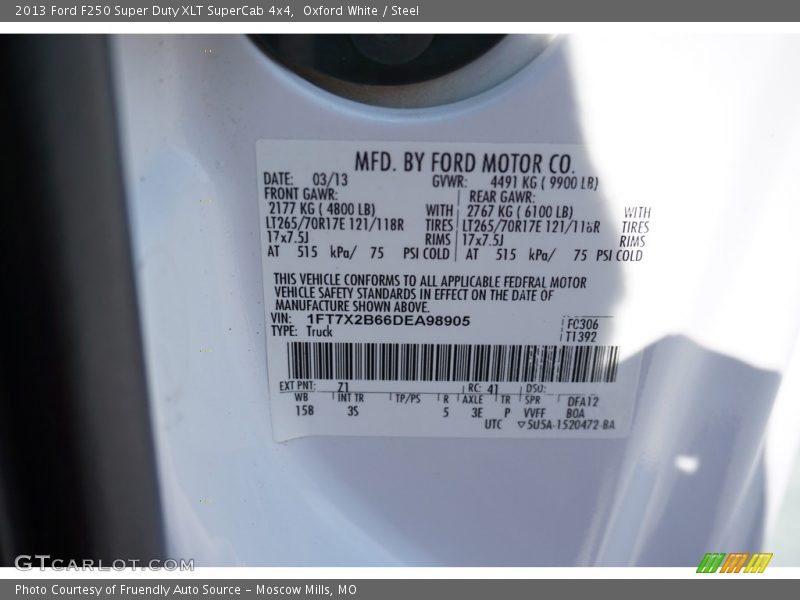 2013 Ford F250 Super Duty XLT SuperCab 4x4, Oxford White / Steel
MFD. BY FORD MOTOR CO.
DATE: 03/13 GVWR: 4491 KG ( 9900 LB)
FRONT GAWR: REAR GAWR:
2177 KG ( 4800 LB) WITH 2767 KG ( 6100 LB) WITH
LT265/70R17E 121/118R TIRES LT265/70R17E 121/118R TIRES
17x7.5J RIMS 17x7.5J RIMS
AT 515 kPa/ 75 PSI COLD AT 515 kPa/ 75 PSI COLD
THIS VEHICLE CONFORMS TO ALL APPLICABLE FEDERAL MOTOR
VEHICLE SAFETY STANDARDS IN EFFECT ON THE DATE OF
MANUFACTURE SHOWN ABOVE.
VIN: 1FT7X2B66DEA98905
TYPE: Truck FC306
T1392
EXT PNT: Z1 RC: 41 DSO:
WB INT TR TP/PS R AXLE TR SPR DFA12
158 3S 5 3E P VVFF BOA
UTC ▽5U5A-1520472-BA
GTCARLOT.COM
Photo Courtesy of Fruendly Auto Source – Moscow Mills, MO